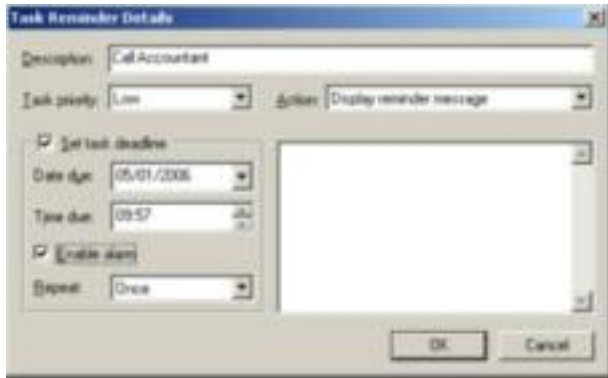 Task Reminder Details
Description: Call Accountant
Task priority: Low Action: Display reminder message
Set task deadline
Date due: 05/01/2006
Time due: 09:57
Enable alarm
Repeat: Once
OK Cancel